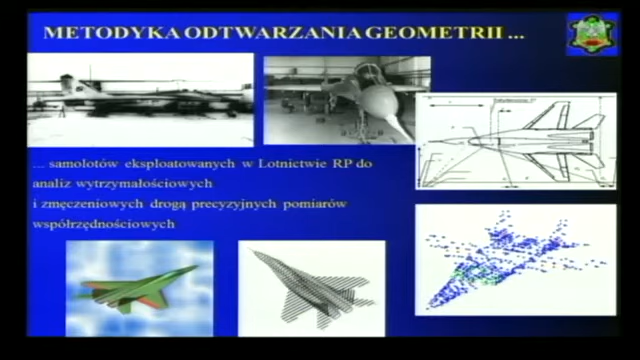 METODYKA ODTWARZANIA GEOMETRII ...
... samolotów eksploatowanych w Lotnictwie RP do
analiz wytrzymałościowych
i zmęczeniowych drogą precyzyjnych pomiarów
współrzędnościowych